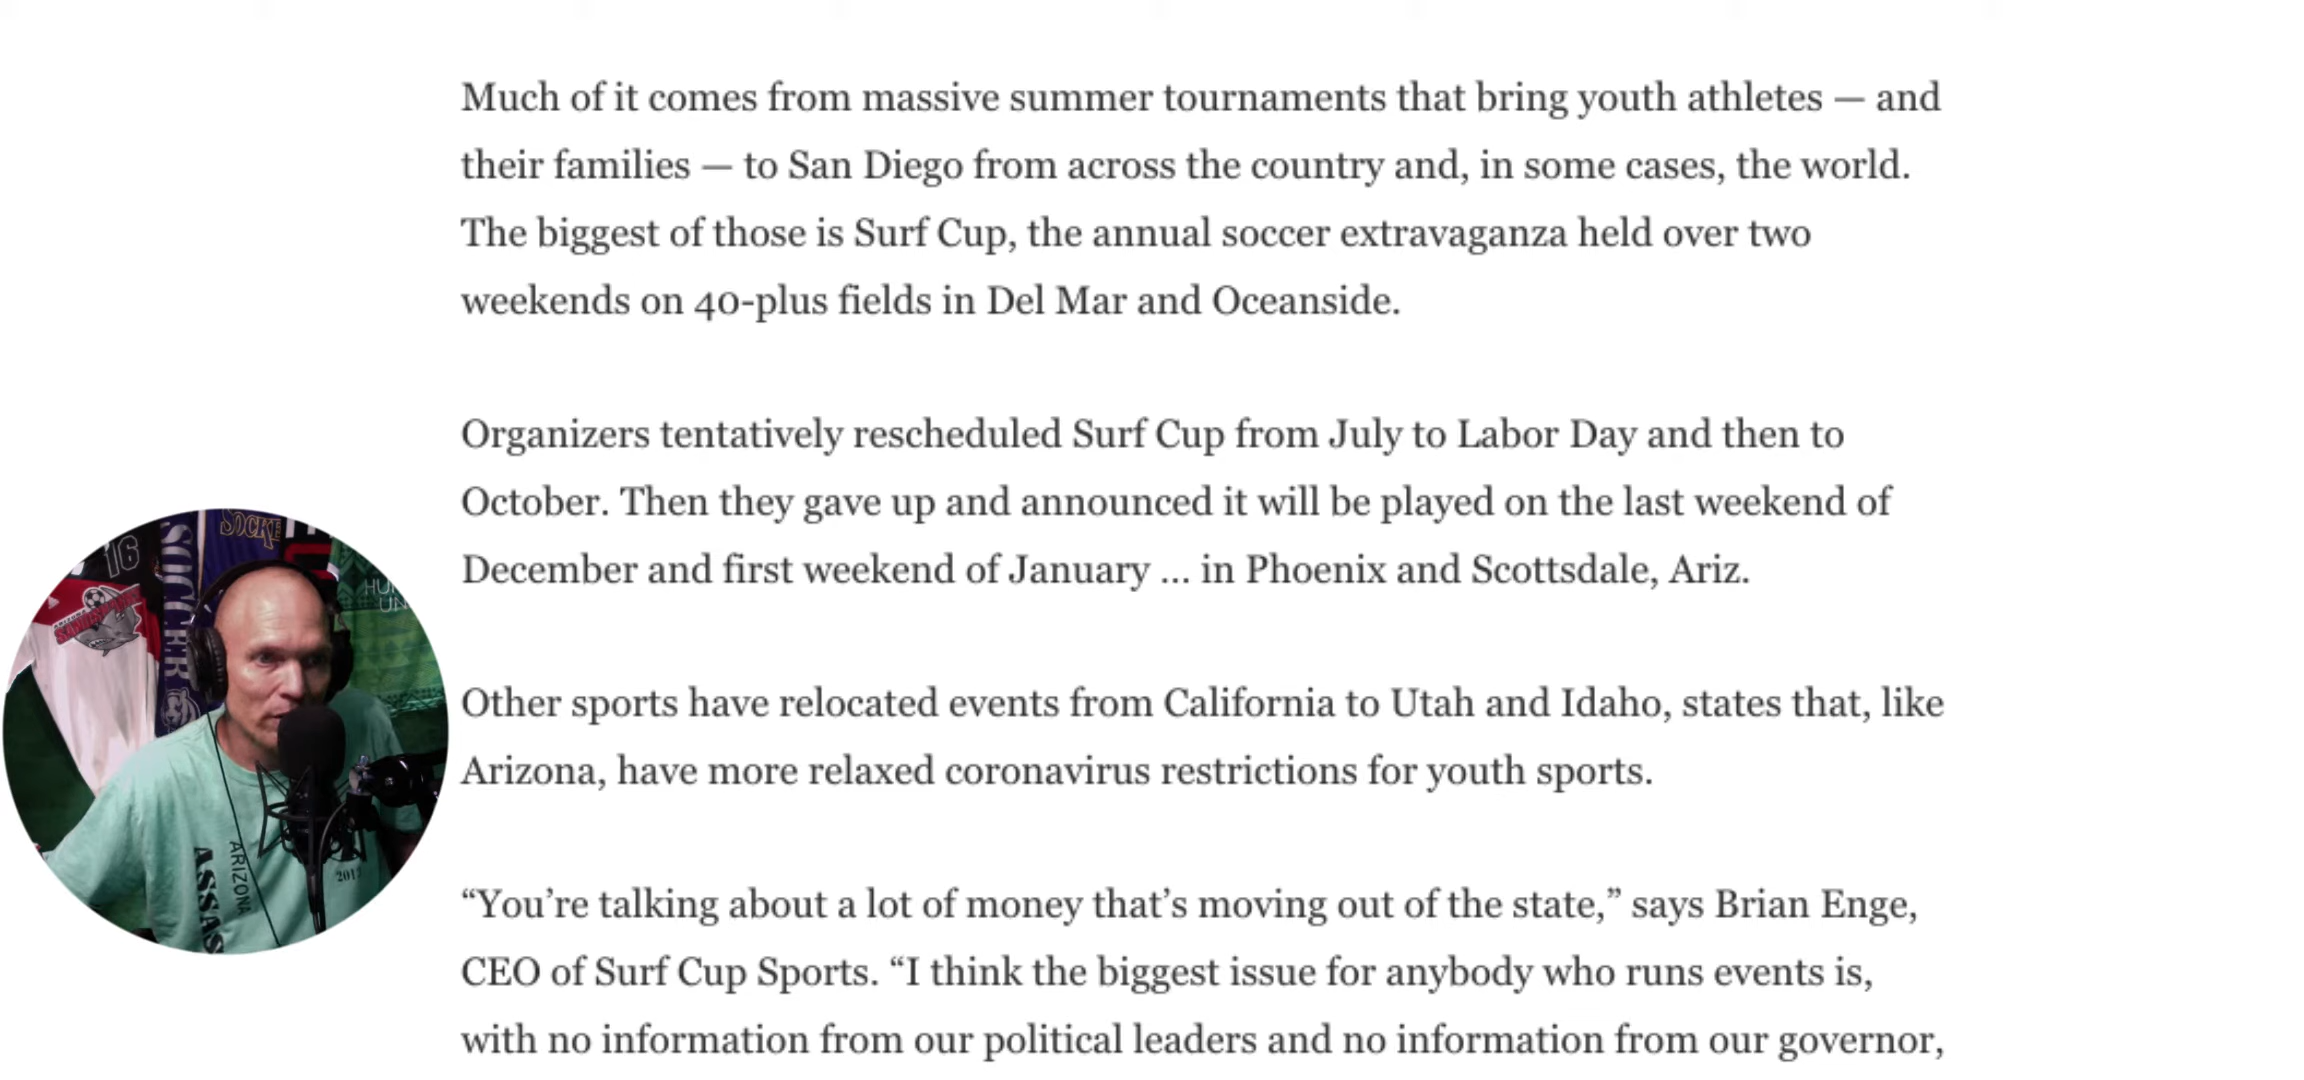 Much of it comes from massive summer tournaments that bring youth athletes — and
their families — to San Diego from across the country and, in some cases, the world.
The biggest of those is Surf Cup, the annual soccer extravaganza held over two
weekends on 40-plus fields in Del Mar and Oceanside.
Organizers tentatively rescheduled Surf Cup from July to Labor Day and then to
October. Then they gave up and announced it will be played on the last weekend of
December and first weekend of January ... in Phoenix and Scottsdale, Ariz.
Other sports have relocated events from California to Utah and Idaho, states that, like
Arizona, have more relaxed coronavirus restrictions for youth sports.
“You’re talking about a lot of money that’s moving out of the state,” says Brian Enge,
CEO of Surf Cup Sports. “I think the biggest issue for anybody who runs events is,
with no information from our political leaders and no information from our governor,
16
SOCCER
SOCKE
HU
UN
ARIZONA
ASSAS
201